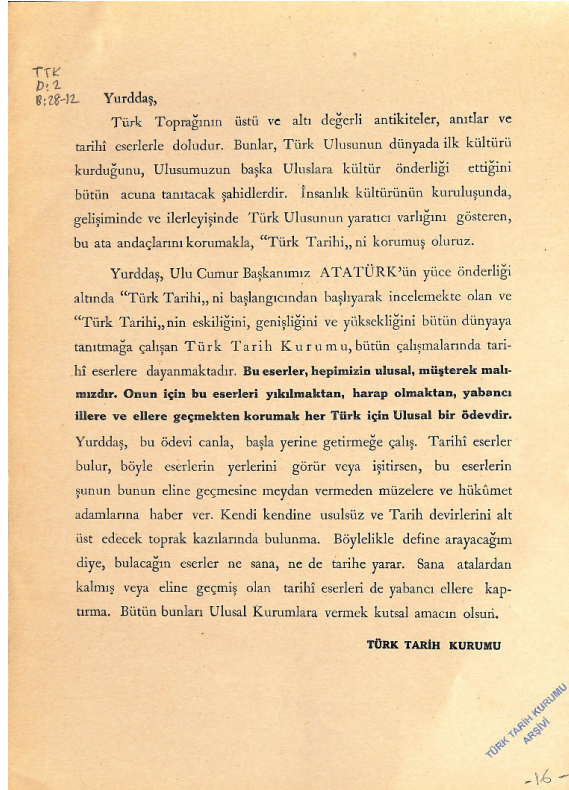 TTK
D:2
B:28-12
Yurddaş,
Türk Toprağının üstü ve altı değerli antikiteler, anıtlar ve
tarihî eserlerle doludur. Bunlar, Türk Ulusunun dünyada ilk kültürü
kurduğunu, Ulusumuzun başka Uluslara kültür önderliği ettiğini
bütün acuna tanıtacak şahidlerdir. İnsanlık kültürünün kuruluşunda,
gelişiminde ve ilerleyişinde Türk Ulusunun yaratıcı varlığını gösteren,
bu ata andaçlarını korumakla, “Türk Tarihi„ ni korumuş oluruz.
Yurddaş, Ulu Cumur Başkanımız ATATÜRK'ün yüce önderliği
altında “Türk Tarihi„ ni başlangıcından başlıyarak incelemekte olan ve
“Türk Tarihi„nin eskiliğini, genişliğini ve yüksekliğini bütün dünyaya
tanıtmağa çalışan Türk Tarih Kurumu, bütün çalışmalarında tari-
hî eserlere dayanmaktadır. Bu eserler, hepimizin ulusal, müşterek malı-
mızdır. Onun için bu eserleri yıkılmaktan, harap olmaktan, yabancı
illere ve ellere geçmekten korumak her Türk için Ulusal bir ödevdir.
Yurddaş, bu ödevi canla, başla yerine getirmeğe çalış. Tarihî eserler
bulur, böyle eserlerin yerlerini görür veya işitirsen, bu eserlerin
şunun bunun eline geçmesine meydan vermeden müzelere ve hükûmet
adamlarına haber ver. Kendi kendine usulsüz ve Tarih devirlerini alt
üst edecek toprak kazılarında bulunma. Böylelikle define arayacağım
diye, bulacağın eserler ne sana, ne de tarihe yarar. Sana atalardan
kalmış veya eline geçmiş olan tarihî eserleri de yabancı ellere kap-
tırma. Bütün bunları Ulusal Kurumlara vermek kutsal amacın olsun.
TÜRK TARİH KURUMU
TÜRK TARİH KURUMU
ARŞİVİ
-16-